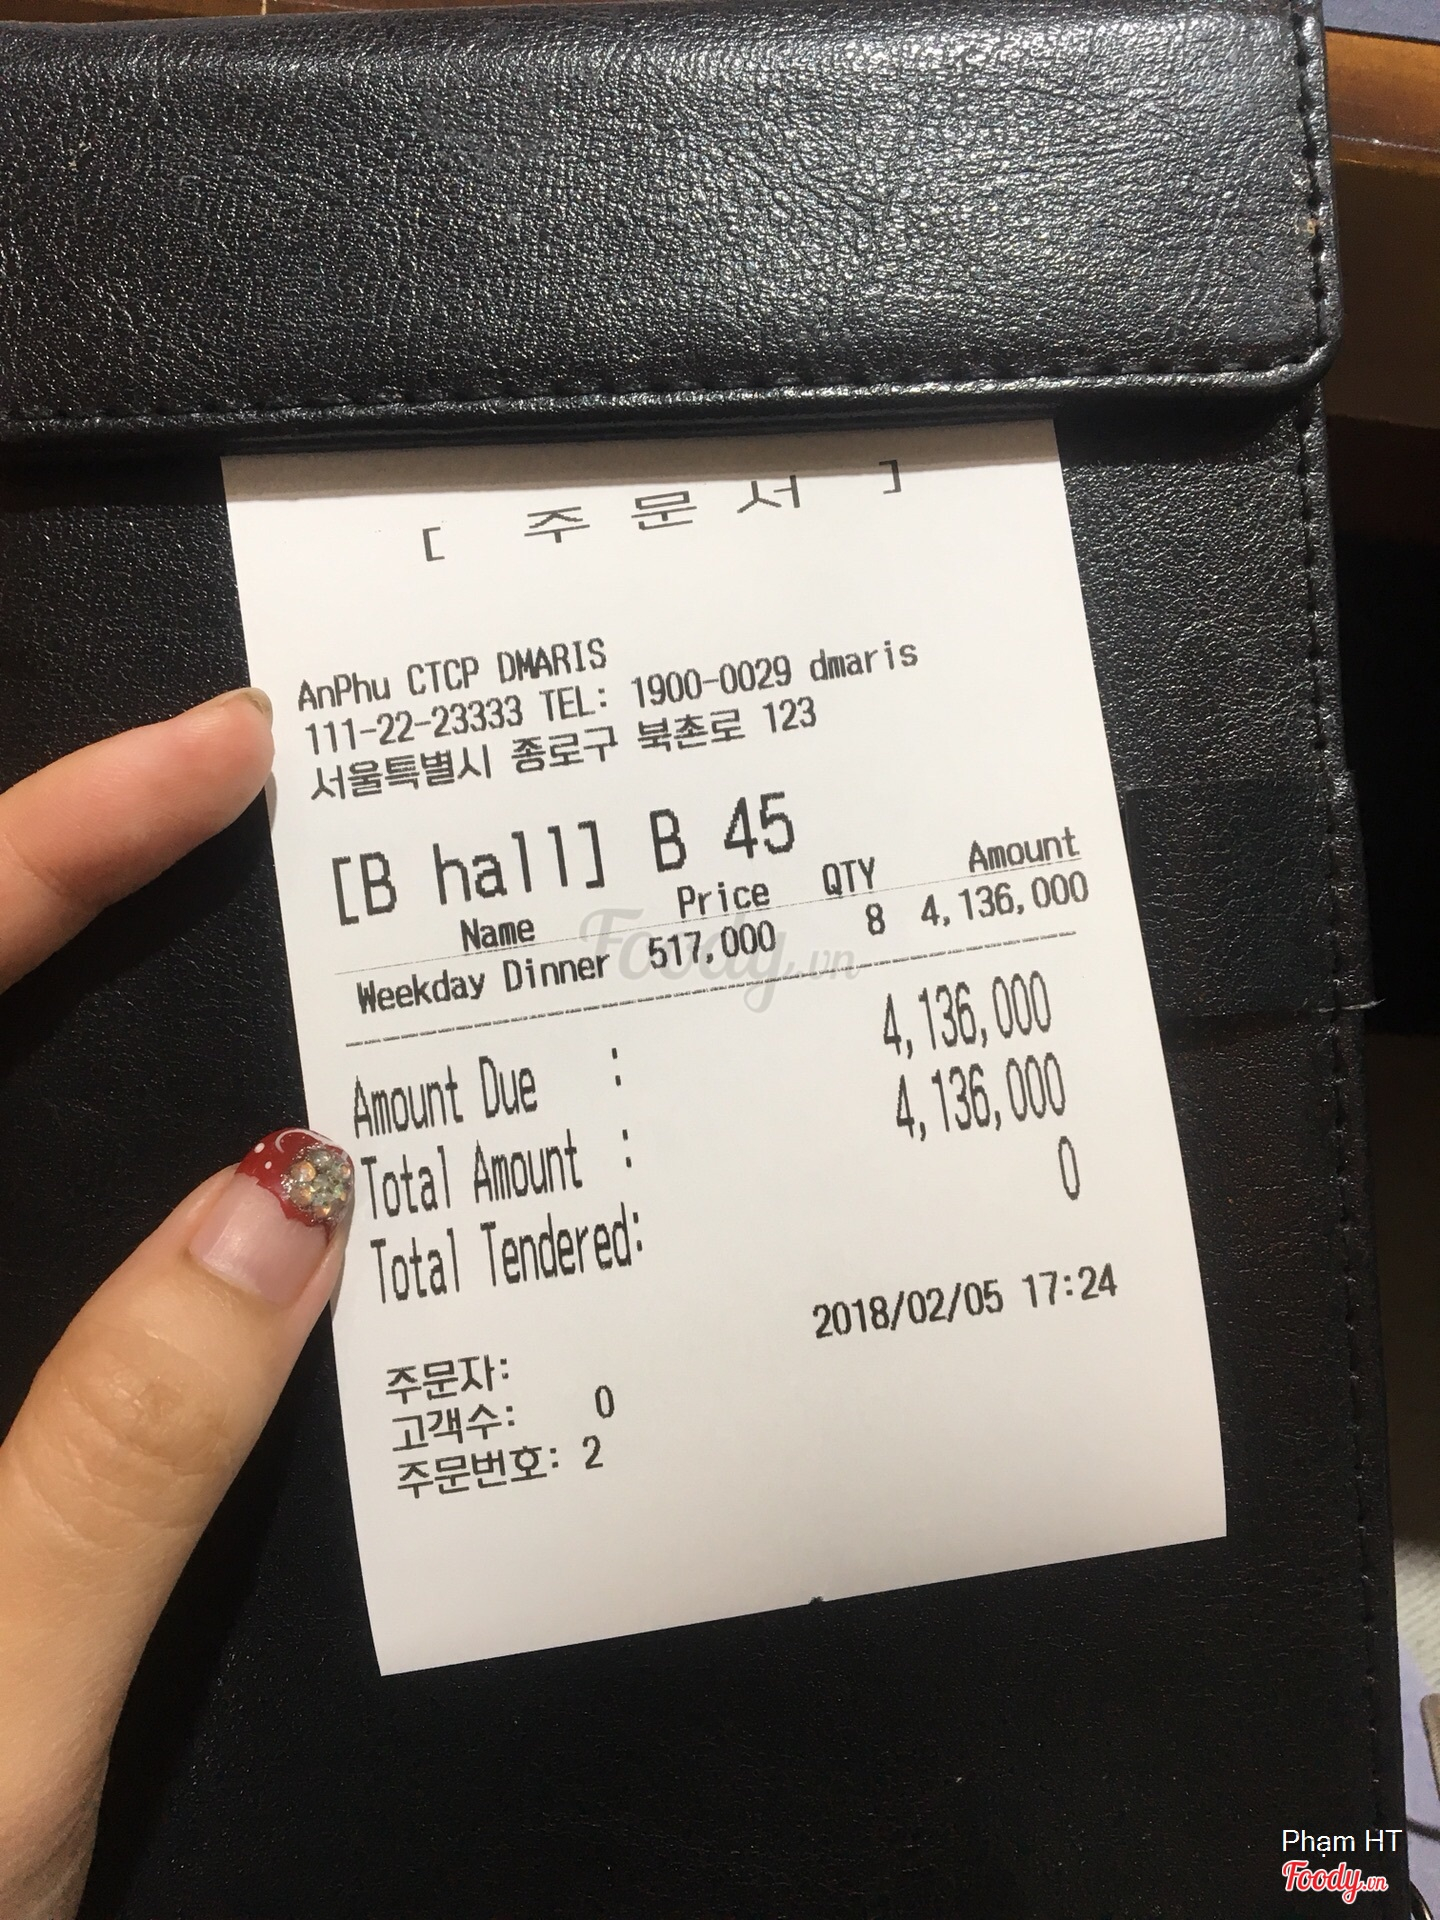 [ 주 문 서 ]
AnPhu CTCP DMARIS
111-22-23333 TEL: 1900-0029 dmaris
서울특별시 종로구 북촌로 123
[B hall] B 45
Name Price QTY Amount
Weekday Dinner 517,000 8 4,136,000
Amount Due : 4,136,000
Total Amount : 4,136,000
Total Tendered: 0
2018/02/05 17:24
주문자:
고객수: 0
주문번호: 2
Foody.vn
Phạm HT
Foody.vn